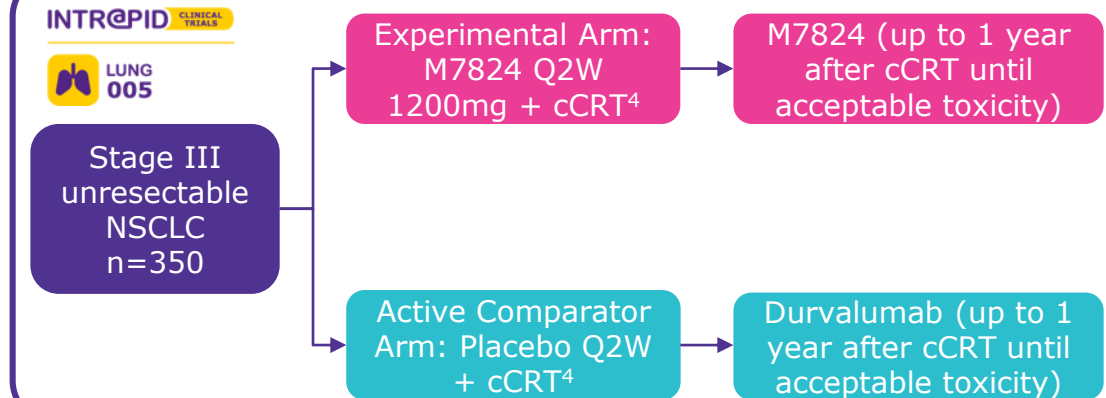 INTR@PID CLINICAL TRIALS
LUNG
005
Stage III
unresectable
NSCLC
n=350
Experimental Arm:
M7824 Q2W
1200mg + cCRT⁴
M7824 (up to 1 year
after cCRT until
acceptable toxicity)
Active Comparator
Arm: Placebo Q2W
+ cCRT⁴
Durvalumab (up to 1
year after cCRT until
acceptable toxicity)